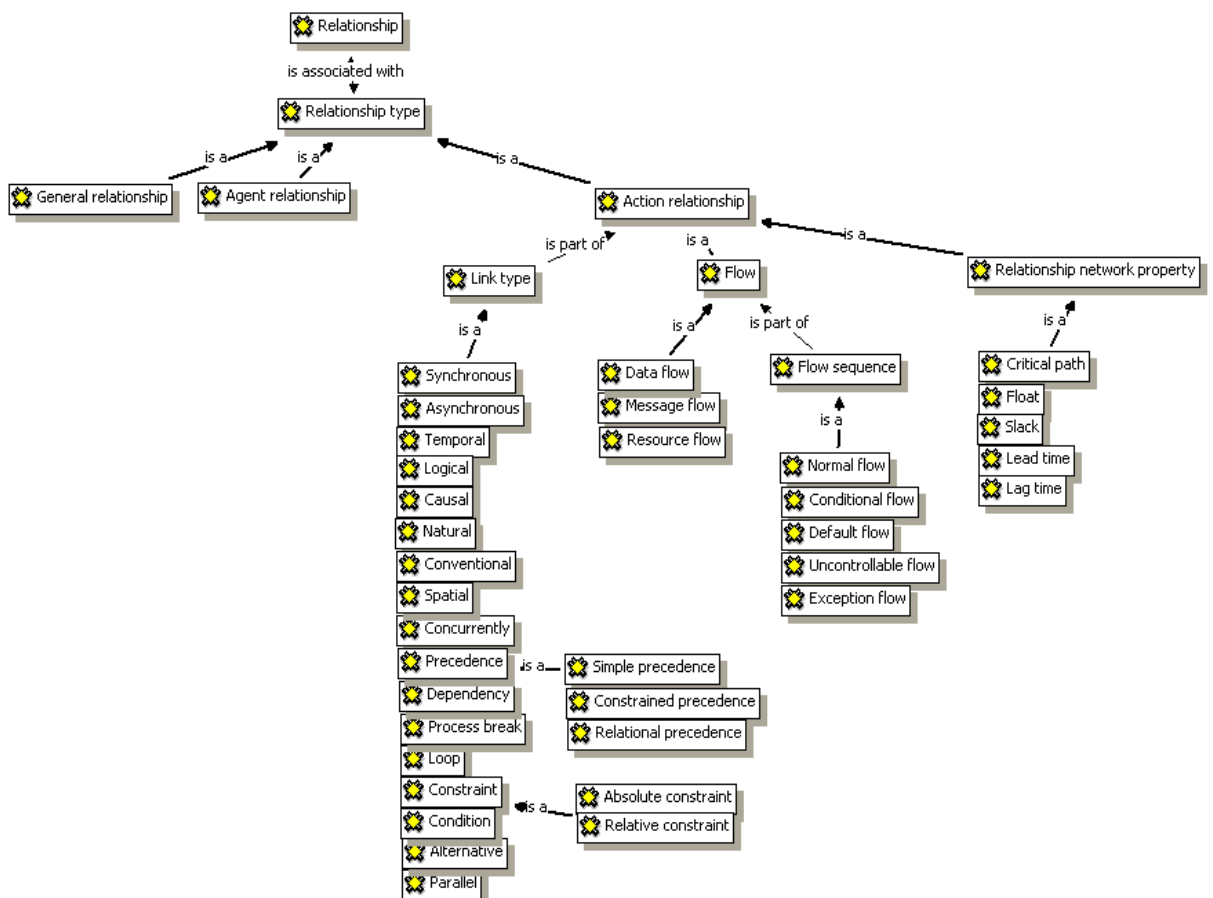 Relationship
is associated with
Relationship type
is a
is a
is a
General relationship
Agent relationship
Action relationship
is part of
is a
is a
Link type
Flow
Relationship network property
is a
is a
is part of
is a
Synchronous
Asynchronous
Temporal
Logical
Causal
Natural
Conventional
Spatial
Concurrently
Precedence
Dependency
Process break
Loop
Constraint
Condition
Alternative
Parallel
is a
Simple precedence
Constrained precedence
Relational precedence
is a
Absolute constraint
Relative constraint
Data flow
Message flow
Resource flow
Flow sequence
is a
Normal flow
Conditional flow
Default flow
Uncontrollable flow
Exception flow
Critical path
Float
Slack
Lead time
Lag time